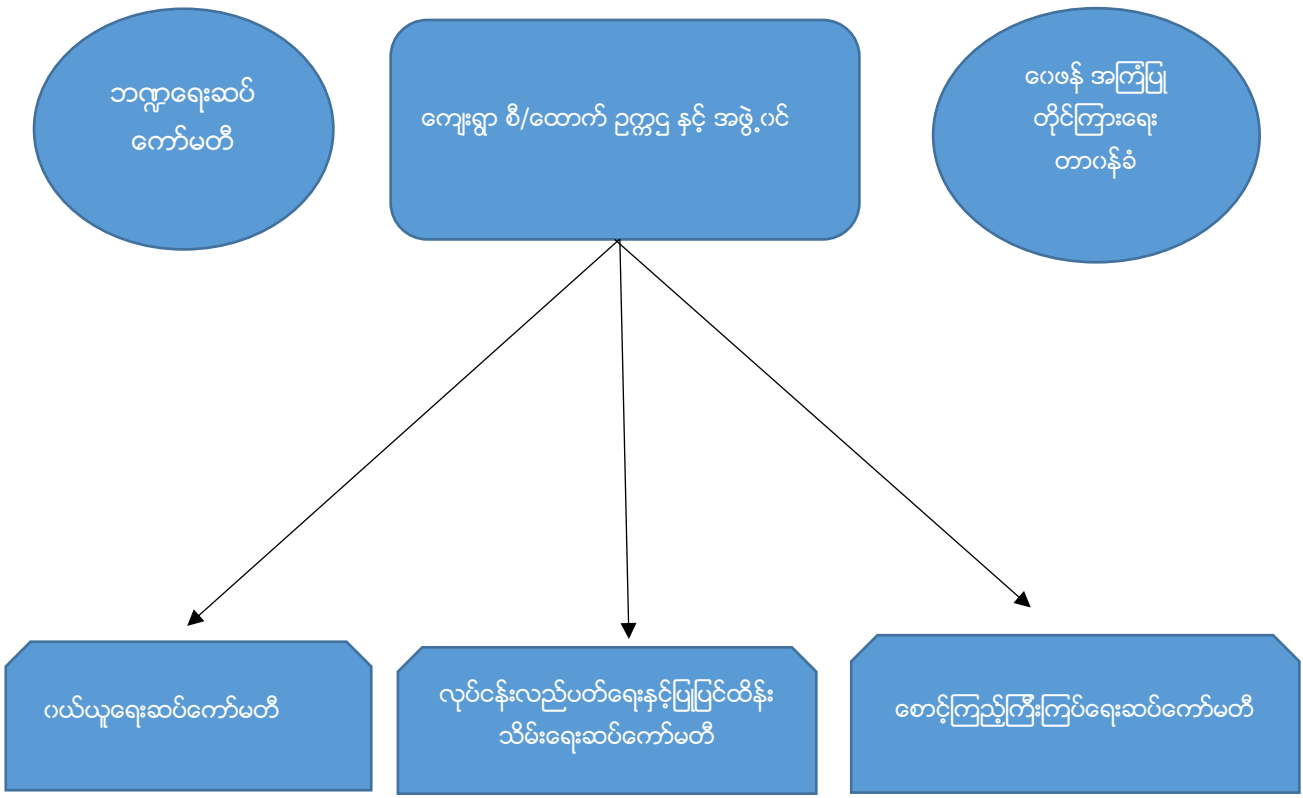 ဘဏ္ဍရေးဆပ်
ကော်မတီ
ကျေးရွာ စီ/ထောက် ဥက္ကဌ နှင့် အဖွဲ့ဝင်
ဝေဖန် အကြံပြု
တိုင်ကြားရေး
တာဝန်ခံ
ဝယ်ယူရေးဆပ်ကော်မတီ
လုပ်ငန်းလည်ပတ်ရေးနှင့်ပြုပြင်ထိန်း
သိမ်းရေးဆပ်ကော်မတီ
စောင့်ကြည့်ကြီးကြပ်ရေးဆပ်ကော်မတီ